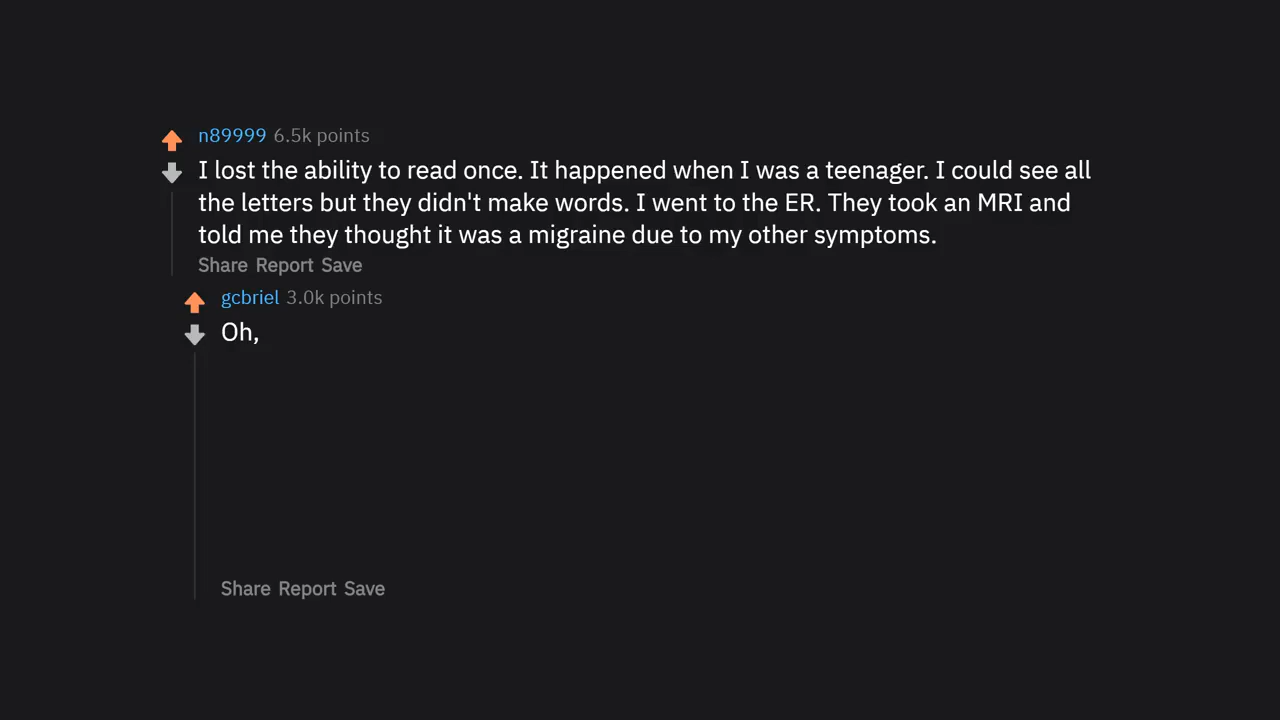 n89999 6.5k points
I lost the ability to read once. It happened when I was a teenager. I could see all
the letters but they didn't make words. I went to the ER. They took an MRI and
told me they thought it was a migraine due to my other symptoms.
Share Report Save
gcbriel 3.0k points
Oh,
Share Report Save